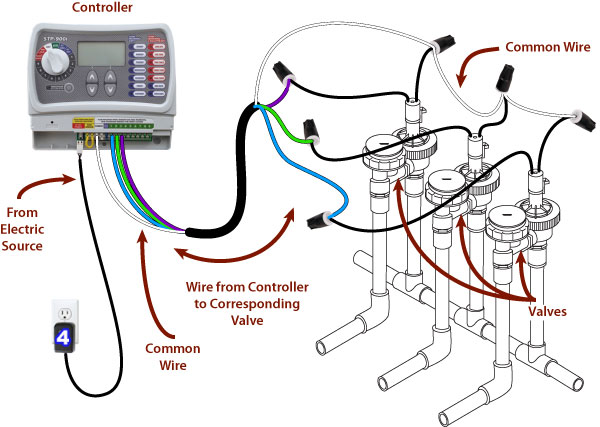 Controller
STP-900i
Common Wire
From
Electric
Source
4
Wire from Controller
to Corresponding
Valve
Common
Wire
Valves